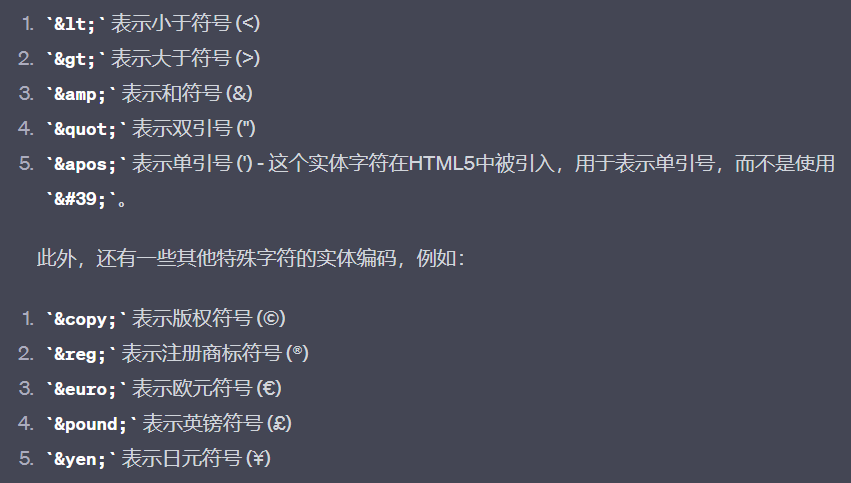 1. `&lt;` 表示小于符号 (<)
2. `&gt;` 表示大于符号 (>)
3. `&amp;` 表示和符号 (&)
4. `&quot;` 表示双引号 (")
5. `&apos;` 表示单引号 (') - 这个实体字符在HTML5中被引入，用于表示单引号，而不是使用
`&#39;`。
此外，还有一些其他特殊字符的实体编码，例如：
1. `&copy;` 表示版权符号 (©)
2. `&reg;` 表示注册商标符号 (®)
3. `&euro;` 表示欧元符号 (€)
4. `&pound;` 表示英镑符号 (£)
5. `&yen;` 表示日元符号 (¥)